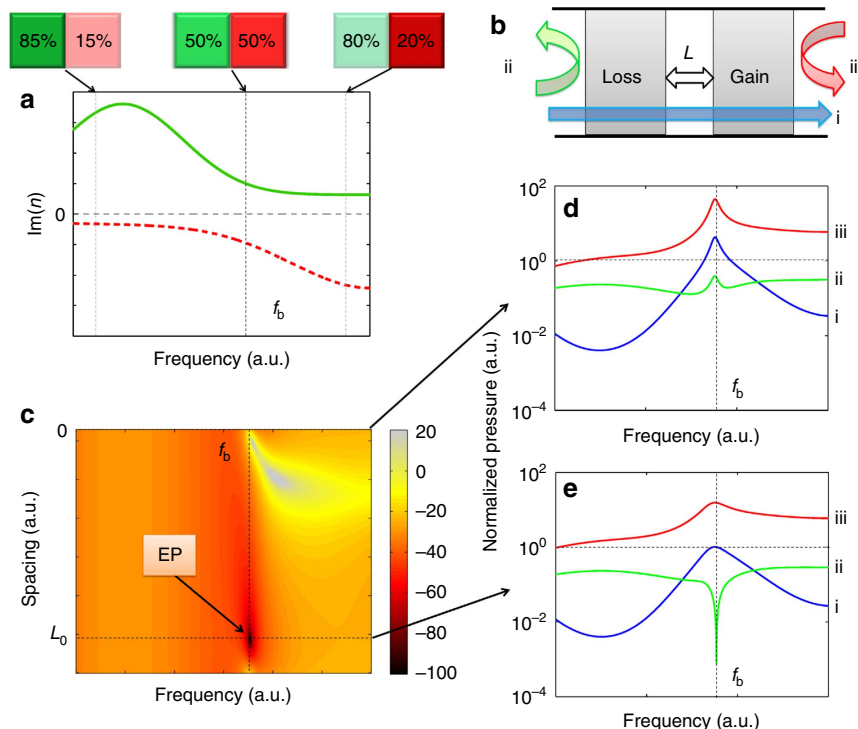 85% 15% 50% 50% 80% 20%
a
Im(n)
0
f_b
Frequency (a.u.)
b
ii
Loss
L
Gain
ii
i
c
0
Spacing (a.u.)
L_0
f_b
EP
Frequency (a.u.)
20
0
−20
−40
−60
−80
−100
Normalized pressure (a.u.)
d
10^2
10^0
10^−2
10^−4
iii
ii
i
f_b
Frequency (a.u.)
e
10^2
10^0
10^−2
10^−4
iii
ii
i
f_b
Frequency (a.u.)